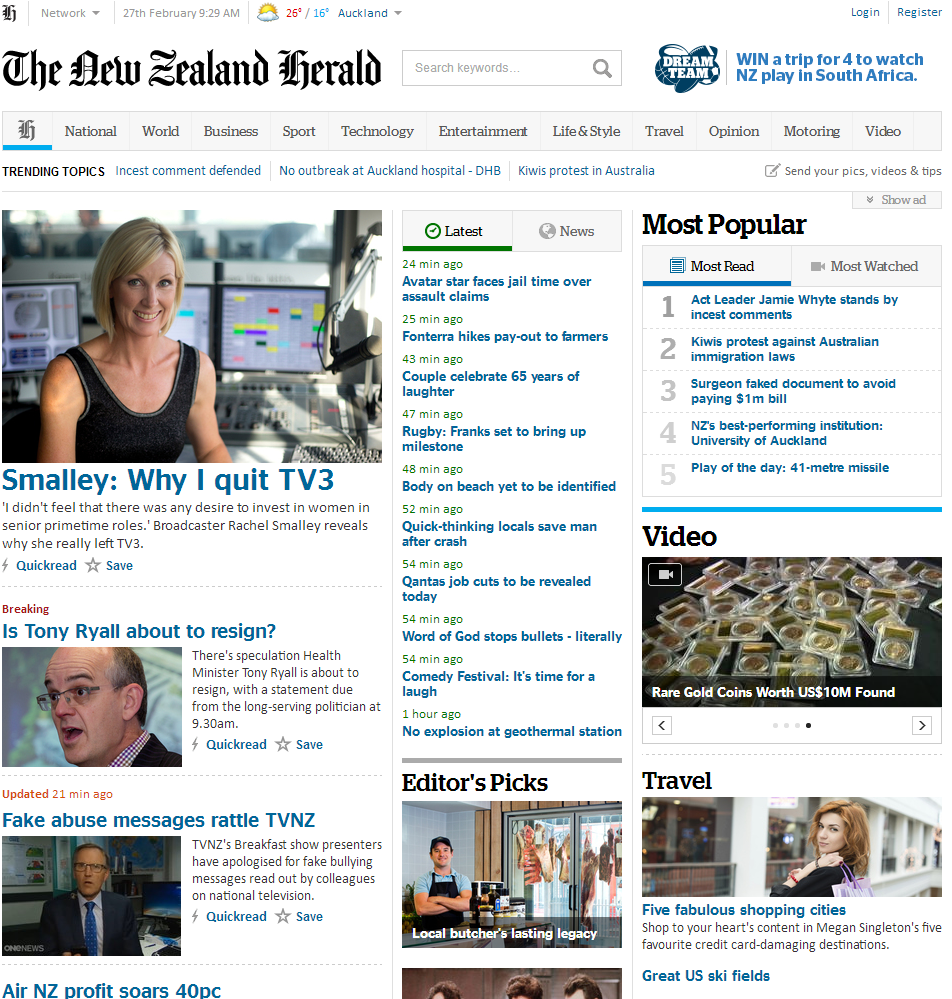 Network
27th February 9:29 AM
26° / 16° Auckland
Login
Register
The New Zealand Herald
Search keywords...
DREAM
TEAM
WIN a trip for 4 to watch
NZ play in South Africa.
H
National
World
Business
Sport
Technology
Entertainment
Life & Style
Travel
Opinion
Motoring
Video
TRENDING TOPICS
Incest comment defended
No outbreak at Auckland hospital - DHB
Kiwis protest in Australia
Send your pics, videos & tips
Show ad
Smalley: Why I quit TV3
'I didn't feel that there was any desire to invest in women in
senior primetime roles.' Broadcaster Rachel Smalley reveals
why she really left TV3.
Quickread
Save
Breaking
Is Tony Ryall about to resign?
There's speculation Health
Minister Tony Ryall is about to
resign, with a statement due
from the long-serving politician at
9.30am.
Quickread
Save
Updated 21 min ago
Fake abuse messages rattle TVNZ
ONE NEWS
TVNZ's Breakfast show presenters
have apologised for fake bullying
messages read out by colleagues
on national television.
Quickread
Save
Air NZ profit soars 40pc
Latest
News
24 min ago
Avatar star faces jail time over
assault claims
25 min ago
Fonterra hikes pay-out to farmers
43 min ago
Couple celebrate 65 years of
laughter
47 min ago
Rugby: Franks set to bring up
milestone
48 min ago
Body on beach yet to be identified
52 min ago
Quick-thinking locals save man
after crash
54 min ago
Qantas job cuts to be revealed
today
54 min ago
Word of God stops bullets - literally
54 min ago
Comedy Festival: It's time for a
laugh
1 hour ago
No explosion at geothermal station
Editor's Picks
Local butcher's lasting legacy
Most Popular
Most Read
Most Watched
1
Act Leader Jamie Whyte stands by
incest comments
2
Kiwis protest against Australian
immigration laws
3
Surgeon faked document to avoid
paying $1m bill
4
NZ's best-performing institution:
University of Auckland
5
Play of the day: 41-metre missile
Video
Rare Gold Coins Worth US$10M Found
Travel
Five fabulous shopping cities
Shop to your heart's content in Megan Singleton's five
favourite credit card-damaging destinations.
Great US ski fields